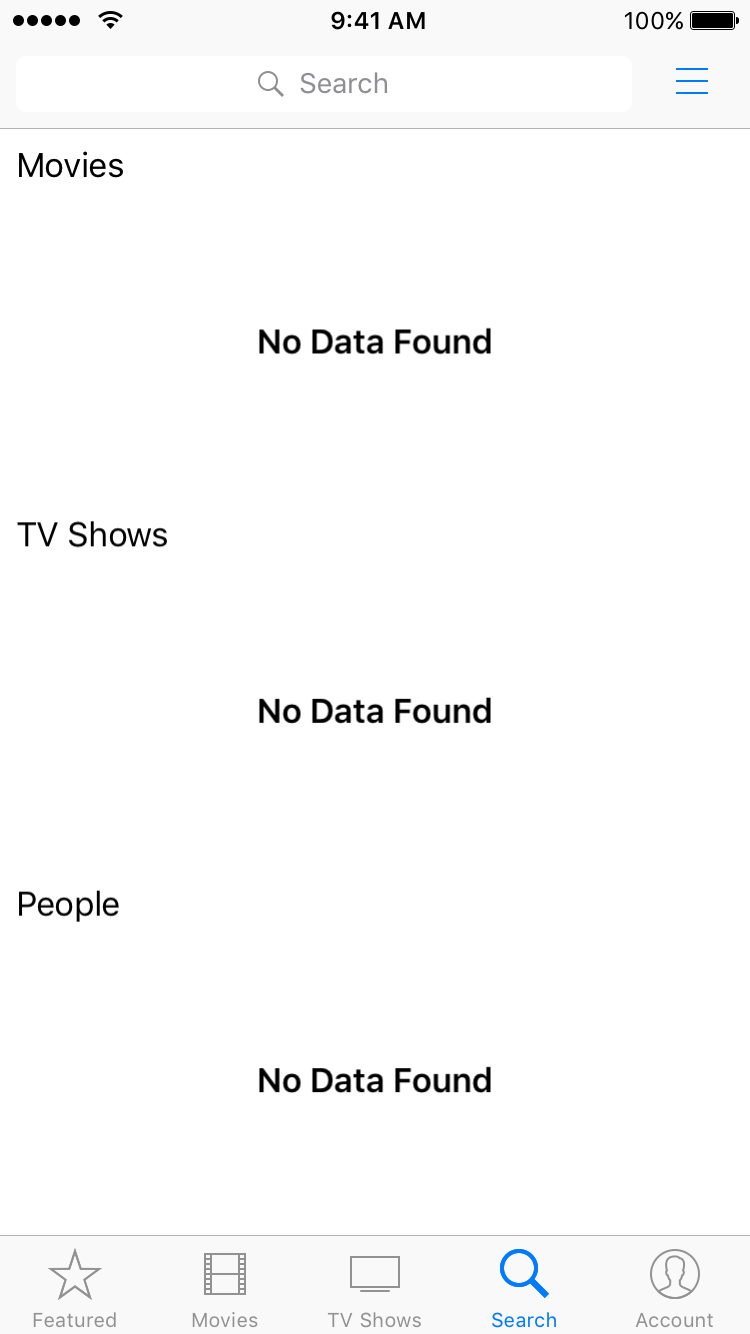 9:41 AM 100%
Search
Movies
No Data Found
TV Shows
No Data Found
People
No Data Found
Featured Movies TV Shows Search Account